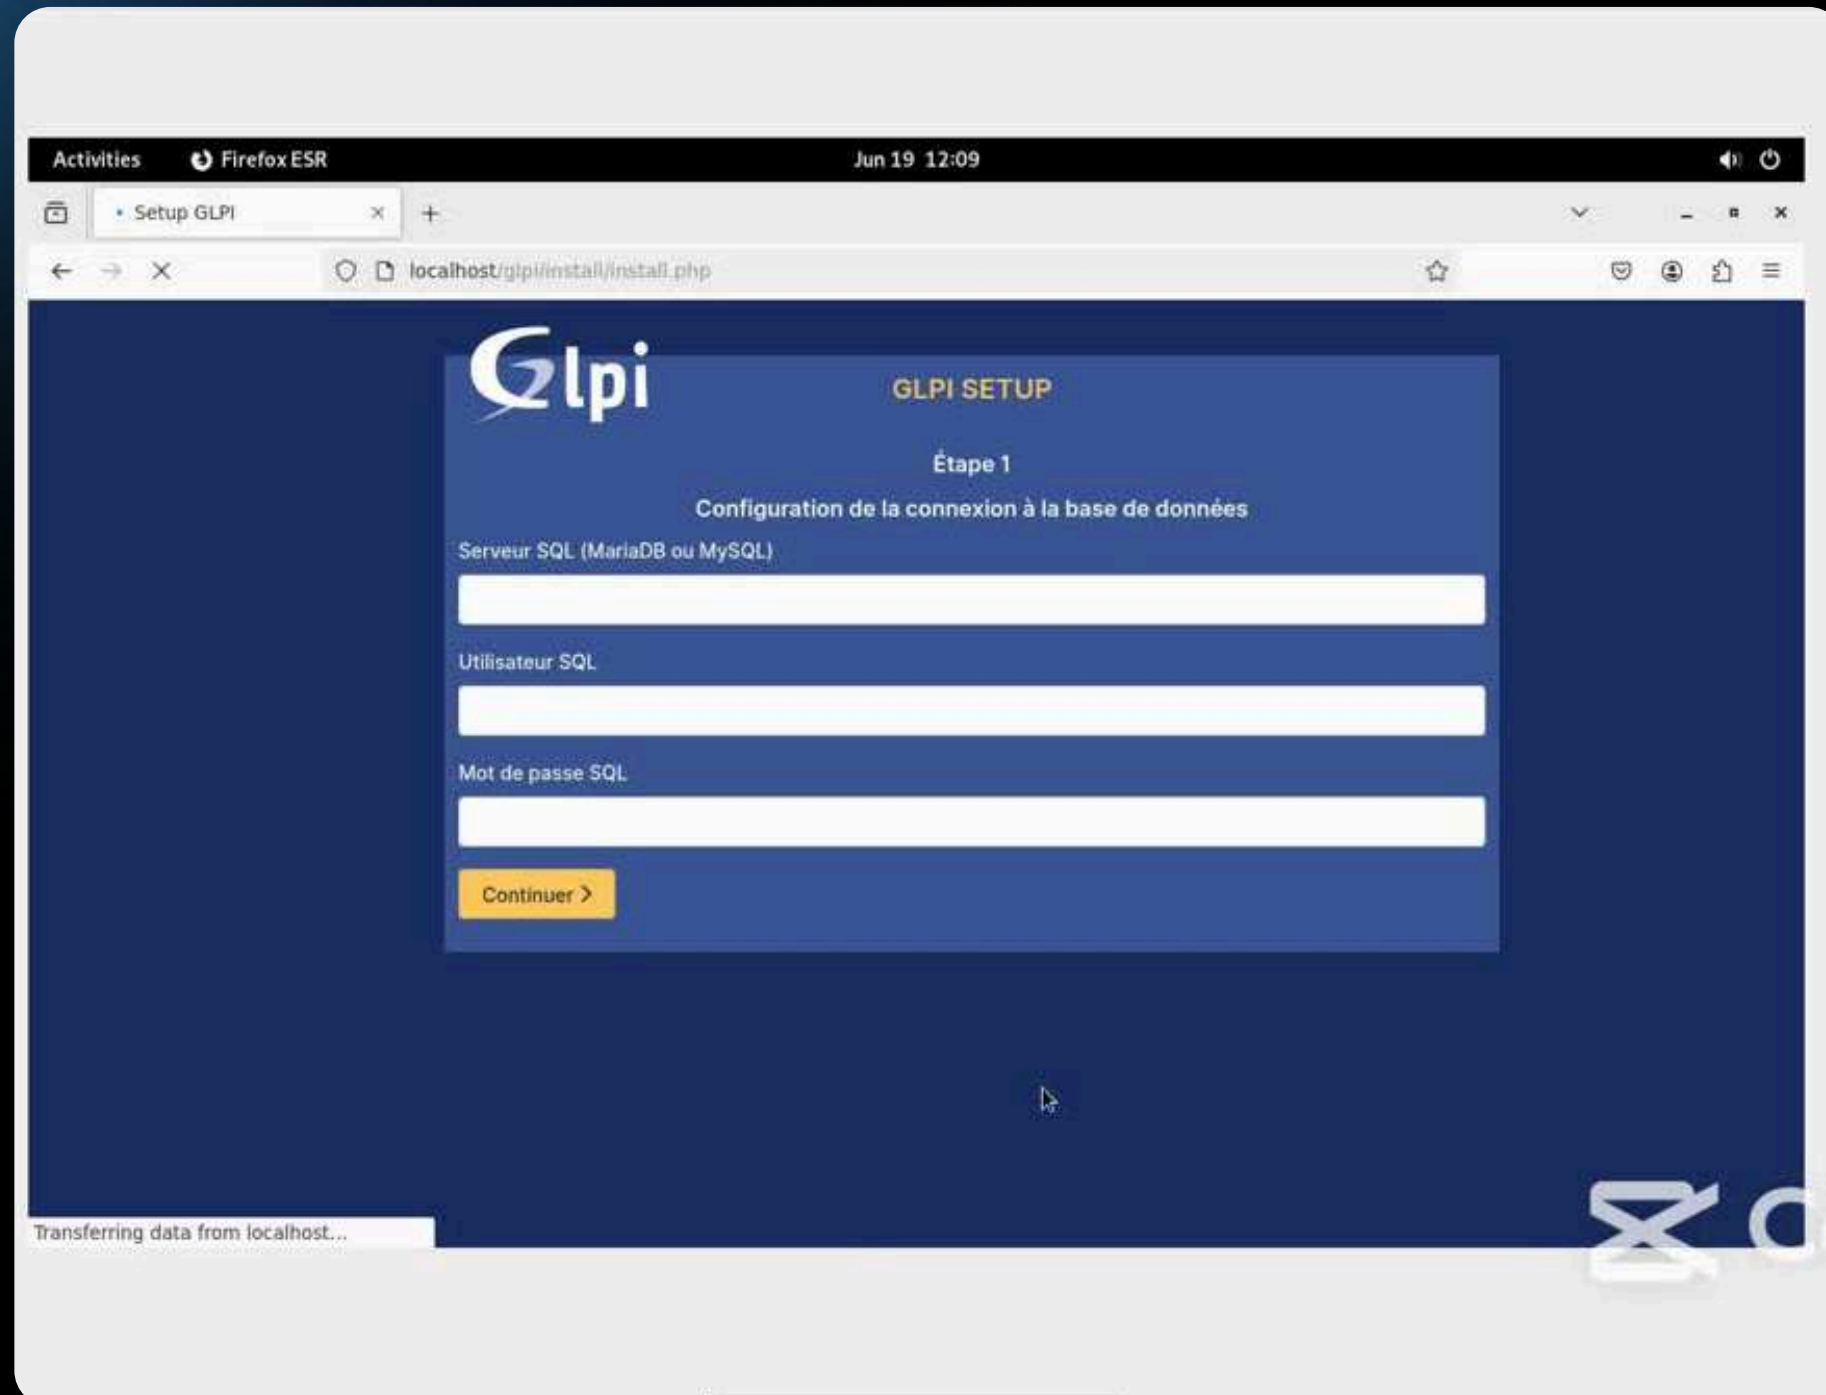 Activities Firefox ESR Jun 19 12:09
Setup GLPI
localhost/glpi/install/install.php
Glpi
GLPI SETUP
Étape 1
Configuration de la connexion à la base de données
Serveur SQL (MariaDB ou MySQL)
Utilisateur SQL
Mot de passe SQL
Continuer >
Transferring data from localhost...